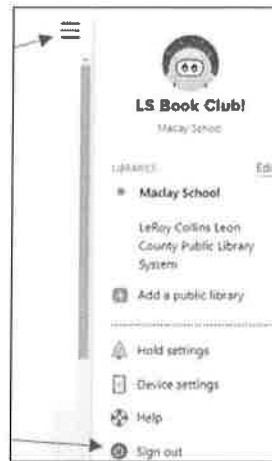 LS Book Club!
Maclay School
LIBRARIES Edi
Maclay School
LeRoy Collins Leon
County Public Library
System
Add a public library
Hold settings
Device settings
Help
Sign out